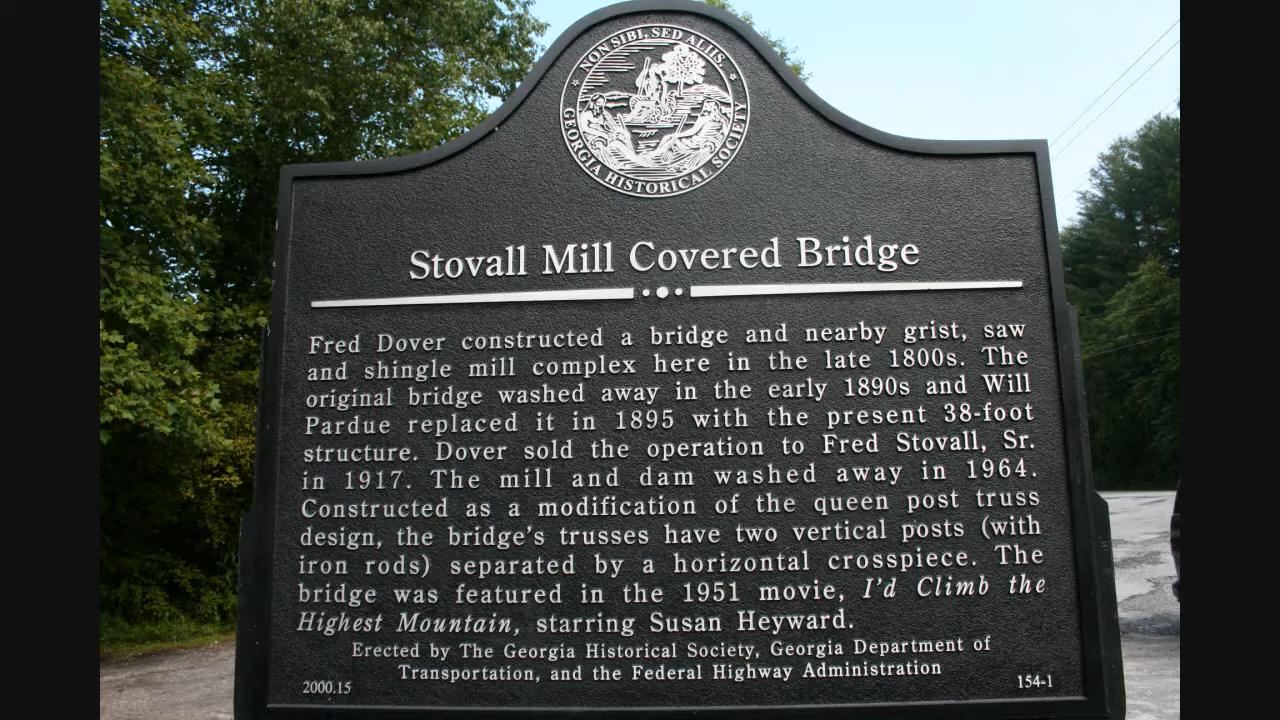 NON SIBI, SED ALIIS.
GEORGIA HISTORICAL SOCIETY
Stovall Mill Covered Bridge
Fred Dover constructed a bridge and nearby grist, saw
and shingle mill complex here in the late 1800s. The
original bridge washed away in the early 1890s and Will
Pardue replaced it in 1895 with the present 38-foot
structure. Dover sold the operation to Fred Stovall, Sr.
in 1917. The mill and dam washed away in 1964.
Constructed as a modification of the queen post truss
design, the bridge's trusses have two vertical posts (with
iron rods) separated by a horizontal crosspiece. The
bridge was featured in the 1951 movie, I'd Climb the
Highest Mountain, starring Susan Heyward.
Erected by The Georgia Historical Society, Georgia Department of
Transportation, and the Federal Highway Administration
2000.15
154-1